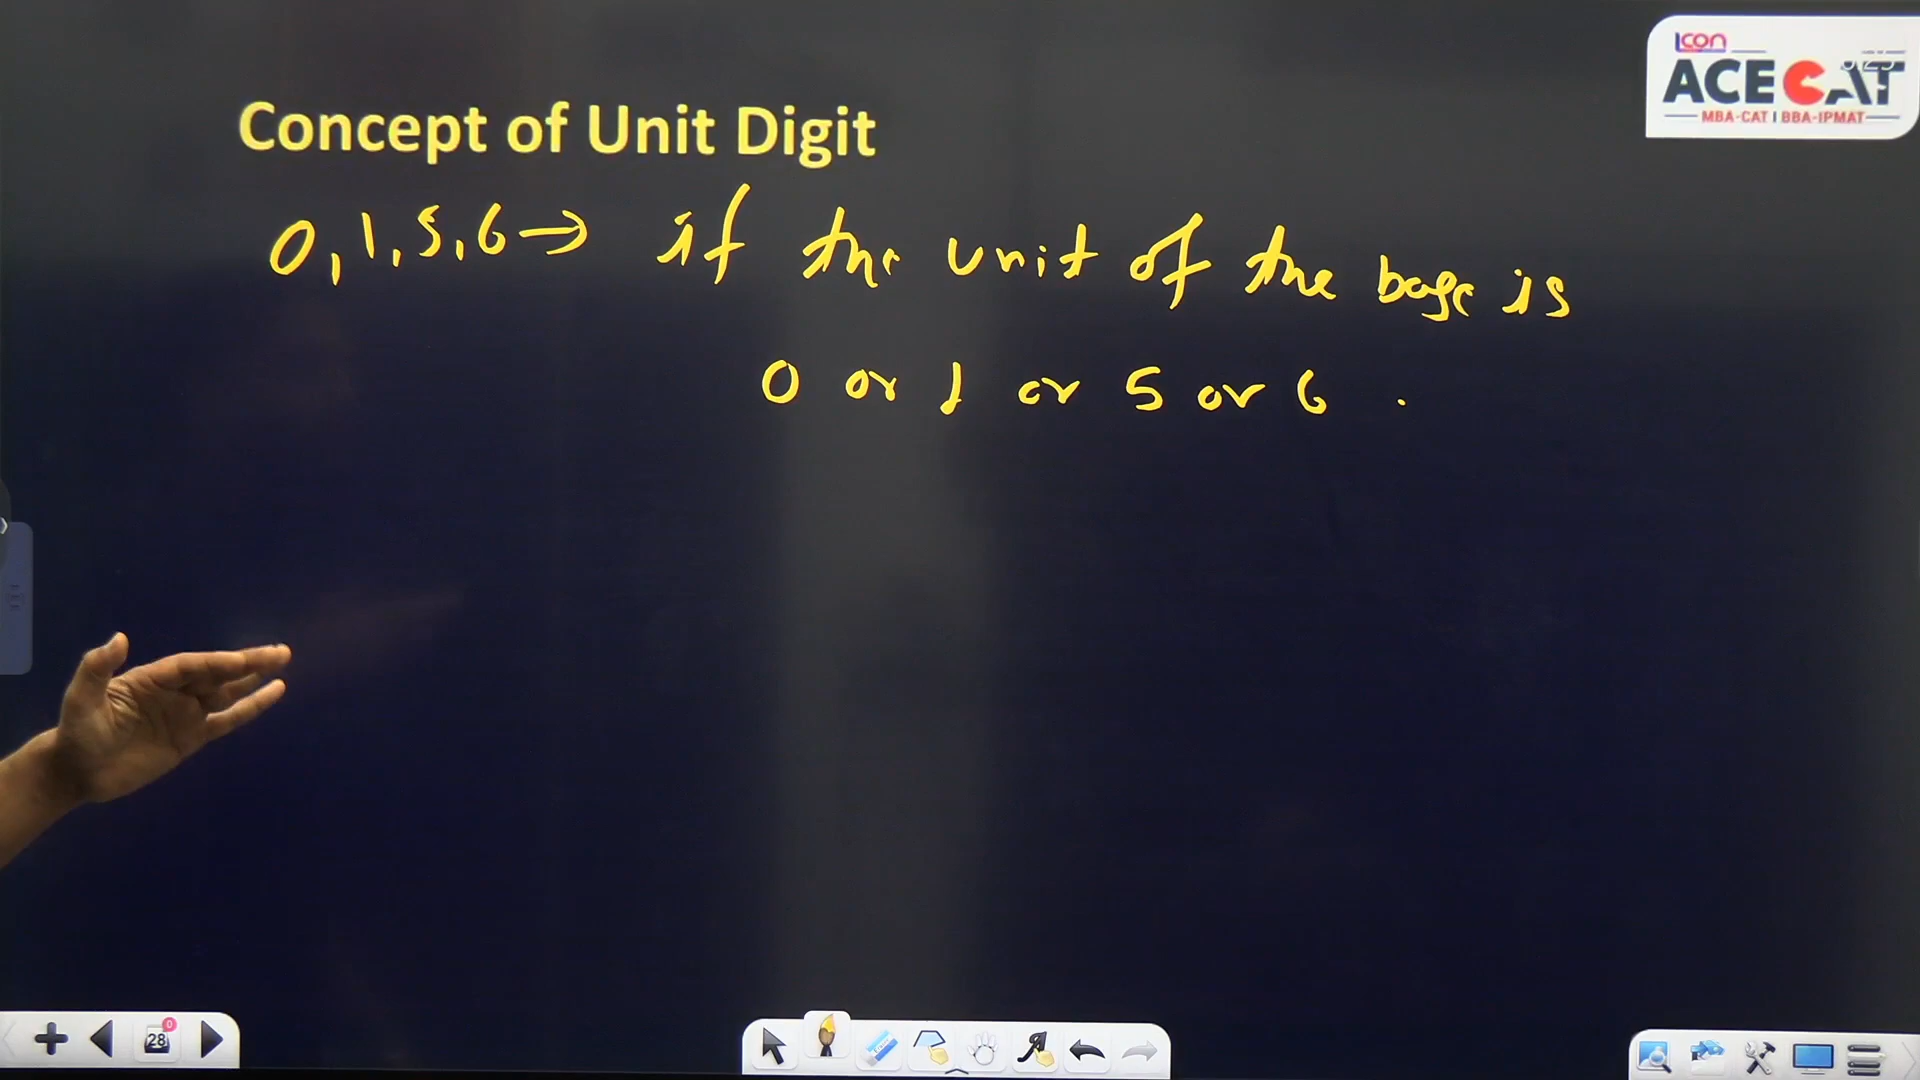 Icon
ACE CAT
MBA-CAT | BBA-IPMAT
Concept of Unit Digit
0, 1, 5, 6 → if the unit of the base is
0 or 1 or 5 or 6 .
28
0